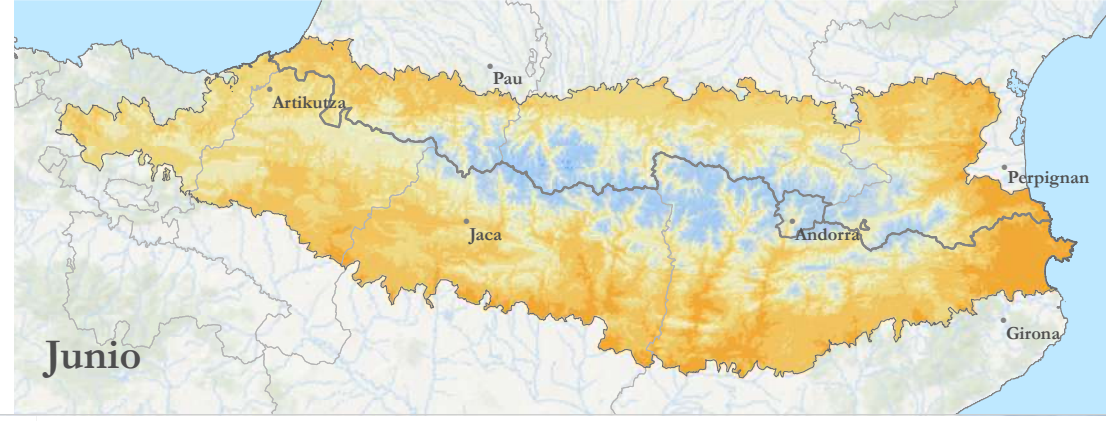 Pau
Artikutza
Perpignan
Jaca
Andorra
Girona
Junio